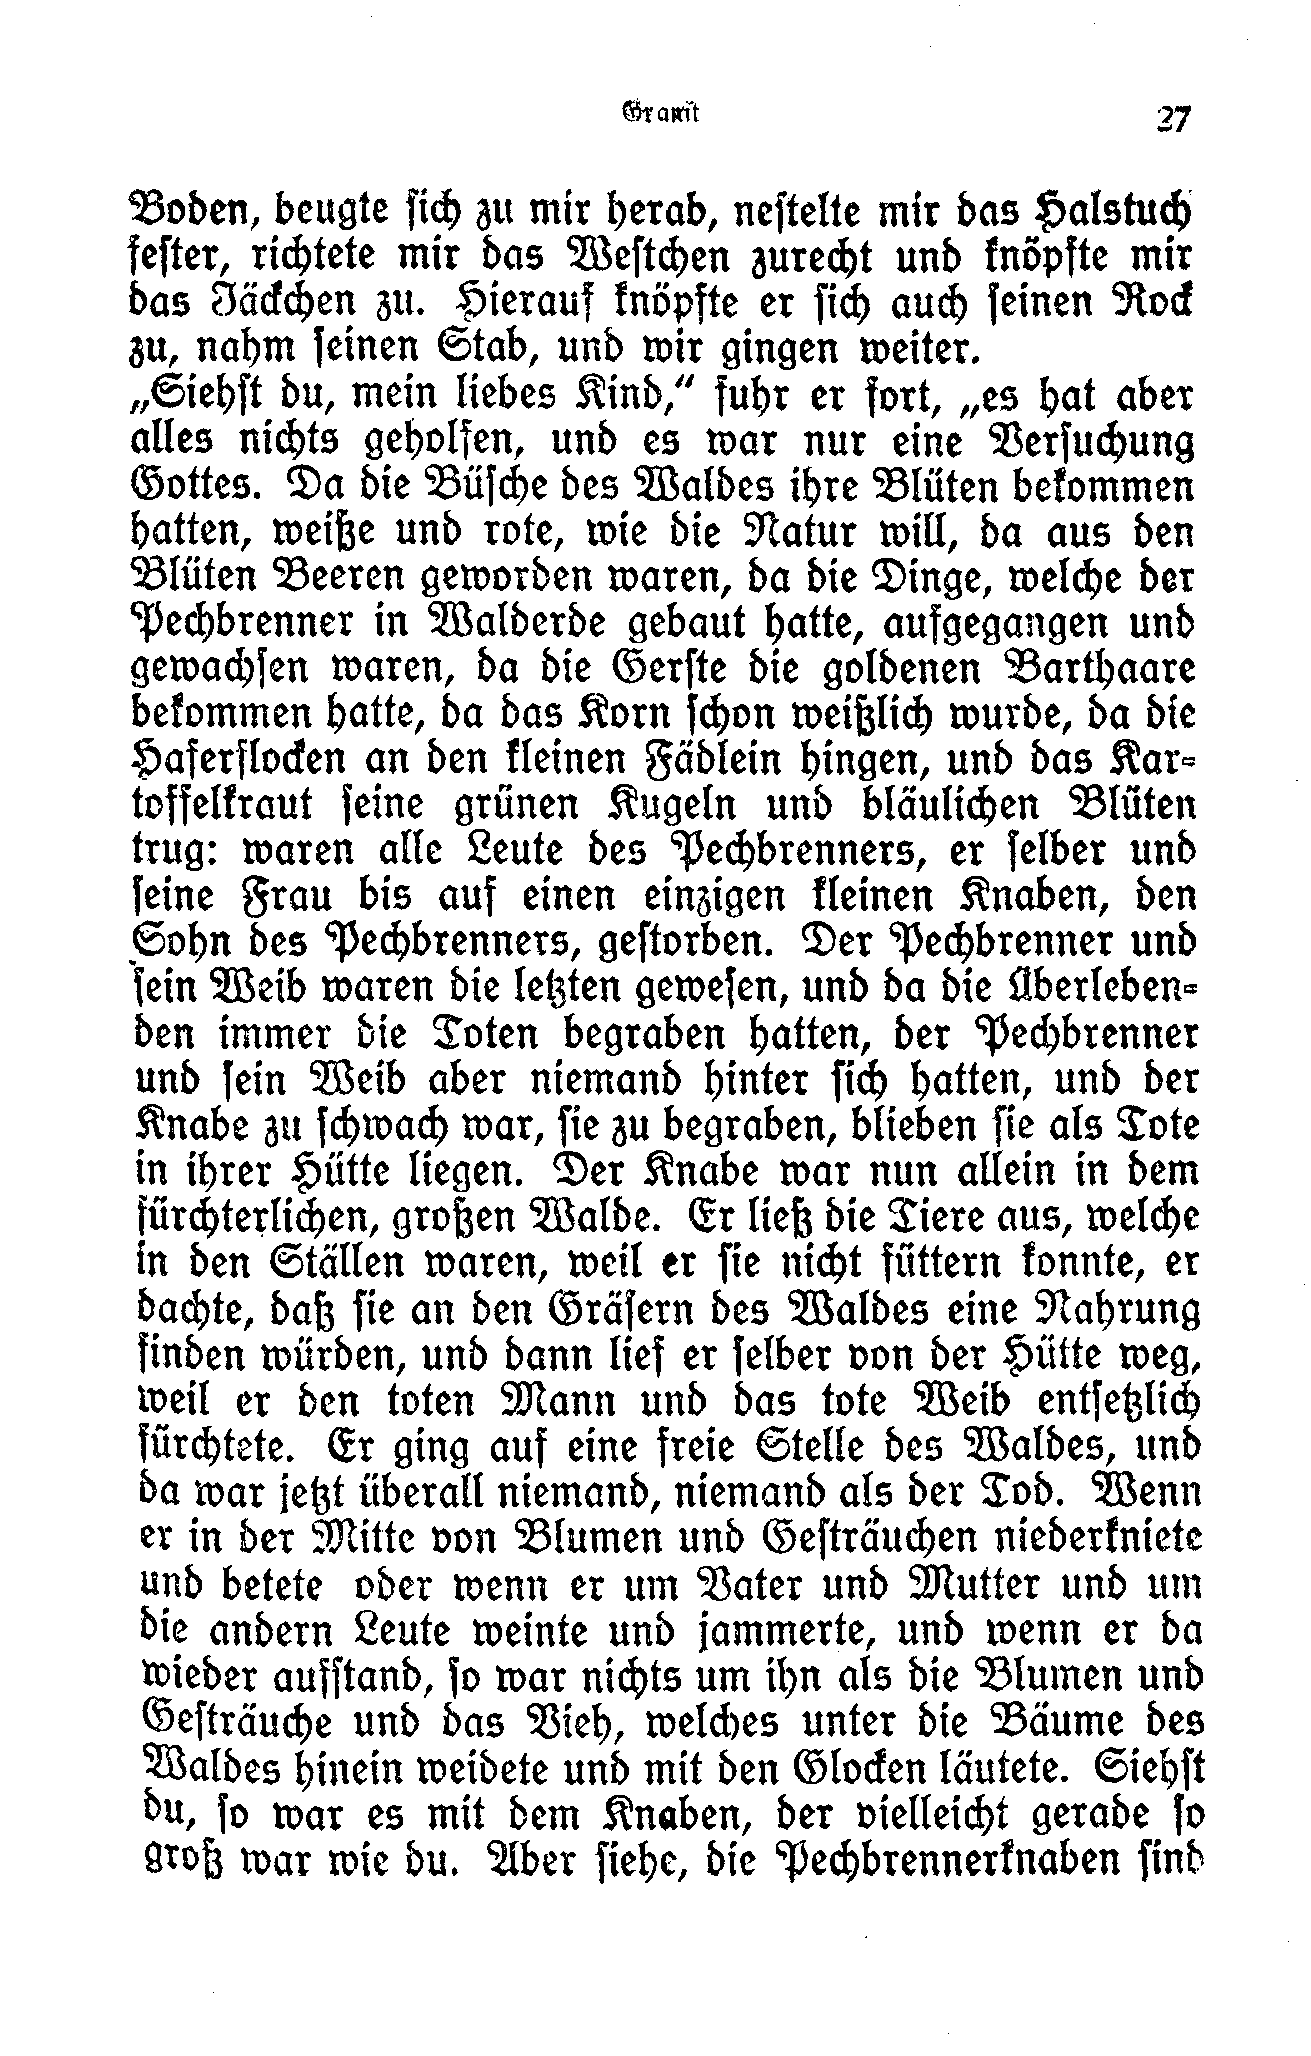 Granit 27
Boden, beugte sich zu mir herab, nestelte mir das Halstuch
fester, richtete mir das Westchen zurecht und knöpfte mir
das Jäckchen zu. Hierauf knöpfte er sich auch seinen Rock
zu, nahm seinen Stab, und wir gingen weiter.
„Siehst du, mein liebes Kind,“ fuhr er fort, „es hat aber
alles nichts geholfen, und es war nur eine Versuchung
Gottes. Da die Büsche des Waldes ihre Blüten bekommen
hatten, weiße und rote, wie die Natur will, da aus den
Blüten Beeren geworden waren, da die Dinge, welche der
Pechbrenner in Walderde gebaut hatte, aufgegangen und
gewachsen waren, da die Gerste die goldenen Barthaare
bekommen hatte, da das Korn schon weißlich wurde, da die
Haferflocken an den kleinen Fädlein hingen, und das Kar-
toffelkraut seine grünen Kugeln und bläulichen Blüten
trug: waren alle Leute des Pechbrenners, er selber und
seine Frau bis auf einen einzigen kleinen Knaben, den
Sohn des Pechbrenners, gestorben. Der Pechbrenner und
sein Weib waren die letzten gewesen, und da die Überleben-
den immer die Toten begraben hatten, der Pechbrenner
und sein Weib aber niemand hinter sich hatten, und der
Knabe zu schwach war, sie zu begraben, blieben sie als Tote
in ihrer Hütte liegen. Der Knabe war nun allein in dem
fürchterlichen, großen Walde. Er ließ die Tiere aus, welche
in den Ställen waren, weil er sie nicht füttern konnte, er
dachte, daß sie an den Gräsern des Waldes eine Nahrung
finden würden, und dann lief er selber von der Hütte weg,
weil er den toten Mann und das tote Weib entsetzlich
fürchtete. Er ging auf eine freie Stelle des Waldes, und
da war jetzt überall niemand, niemand als der Tod. Wenn
er in der Mitte von Blumen und Gesträuchen niederkniete
und betete oder wenn er um Vater und Mutter und um
die andern Leute weinte und jammerte, und wenn er da
wieder aufstand, so war nichts um ihn als die Blumen und
Gesträuche und das Vieh, welches unter die Bäume des
Waldes hinein weidete und mit den Glocken läutete. Siehst
du, so war es mit dem Knaben, der vielleicht gerade so
groß war wie du. Aber siehe, die Pechbrennerknaben sind